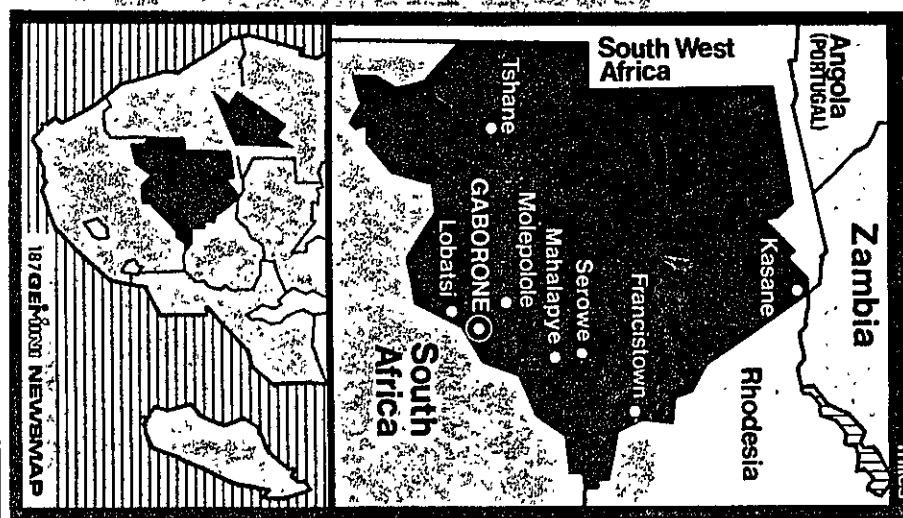 Angola
(PORTUGAL)
Zambia
South West
Africa
Kasane
Rhodesia
Francistown
Serowe
Mahalapye
Tshane
Molepolole
GABORONE
Lobatsi
South
Africa
187 GEMINI NEWSMAP